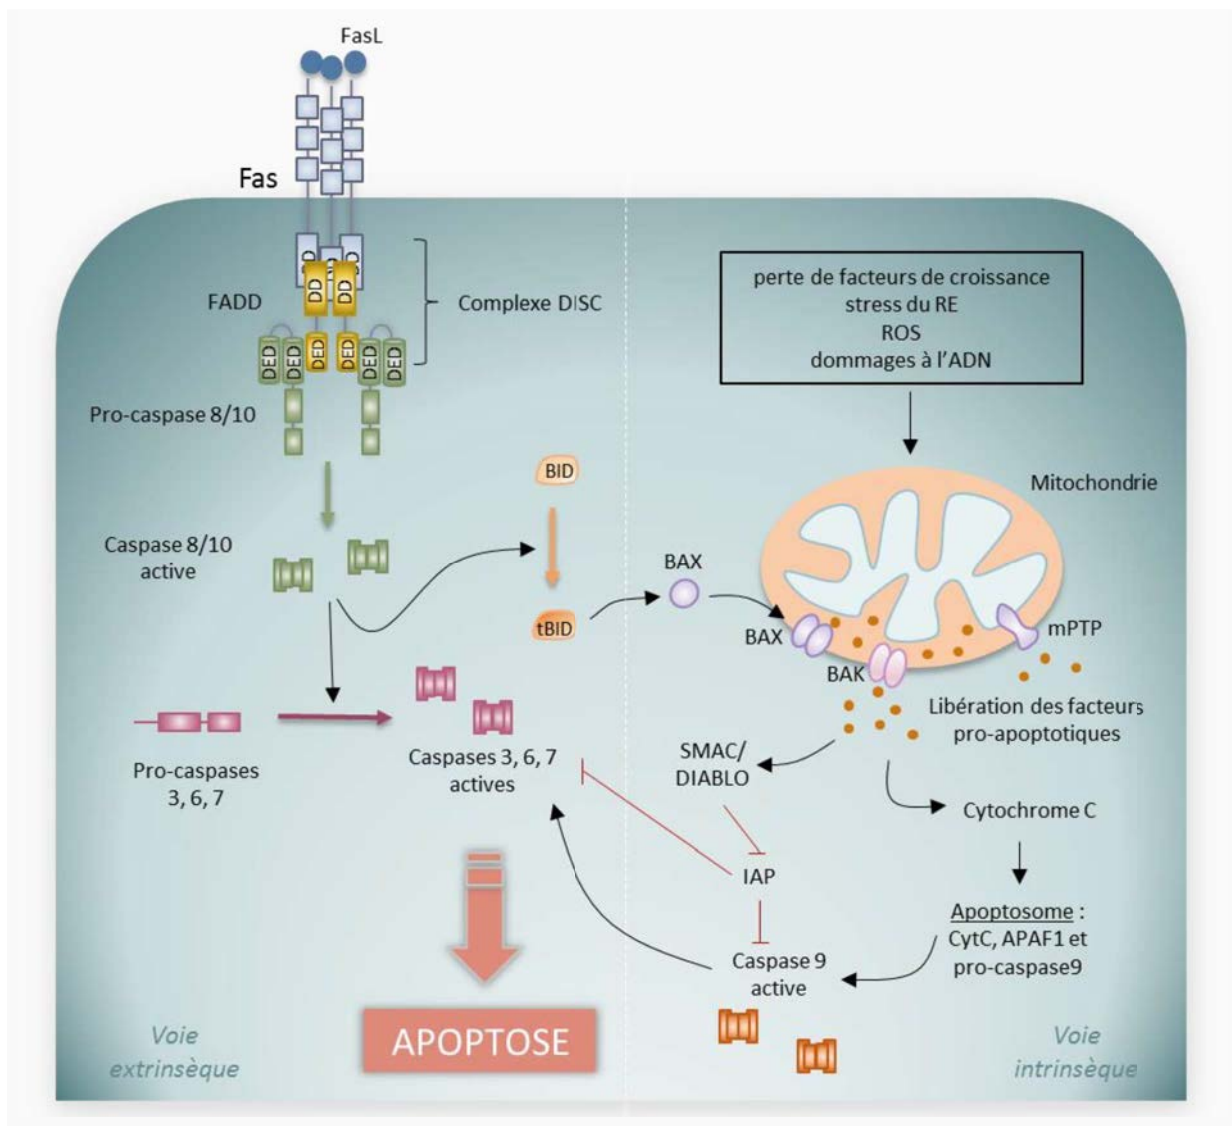 FasL
Fas
DD
DD
DD
DD
FADD
Complexe DISC
DED
DED
DED
DED
DED
DED
Pro-caspase 8/10
Caspase 8/10
active
BID
tBID
Pro-caspases
3, 6, 7
Caspases 3, 6, 7
actives
APOPTOSE
Voie
extrinsèque
perte de facteurs de croissance
stress du RE
ROS
dommages à l'ADN
Mitochondrie
BAX
BAX
BAK
mPTP
Libération des facteurs
pro-apoptotiques
SMAC/
DIABLO
Cytochrome C
IAP
Apoptosome :
CytC, APAF1 et
pro-caspase9
Caspase 9
active
Voie
intrinsèque